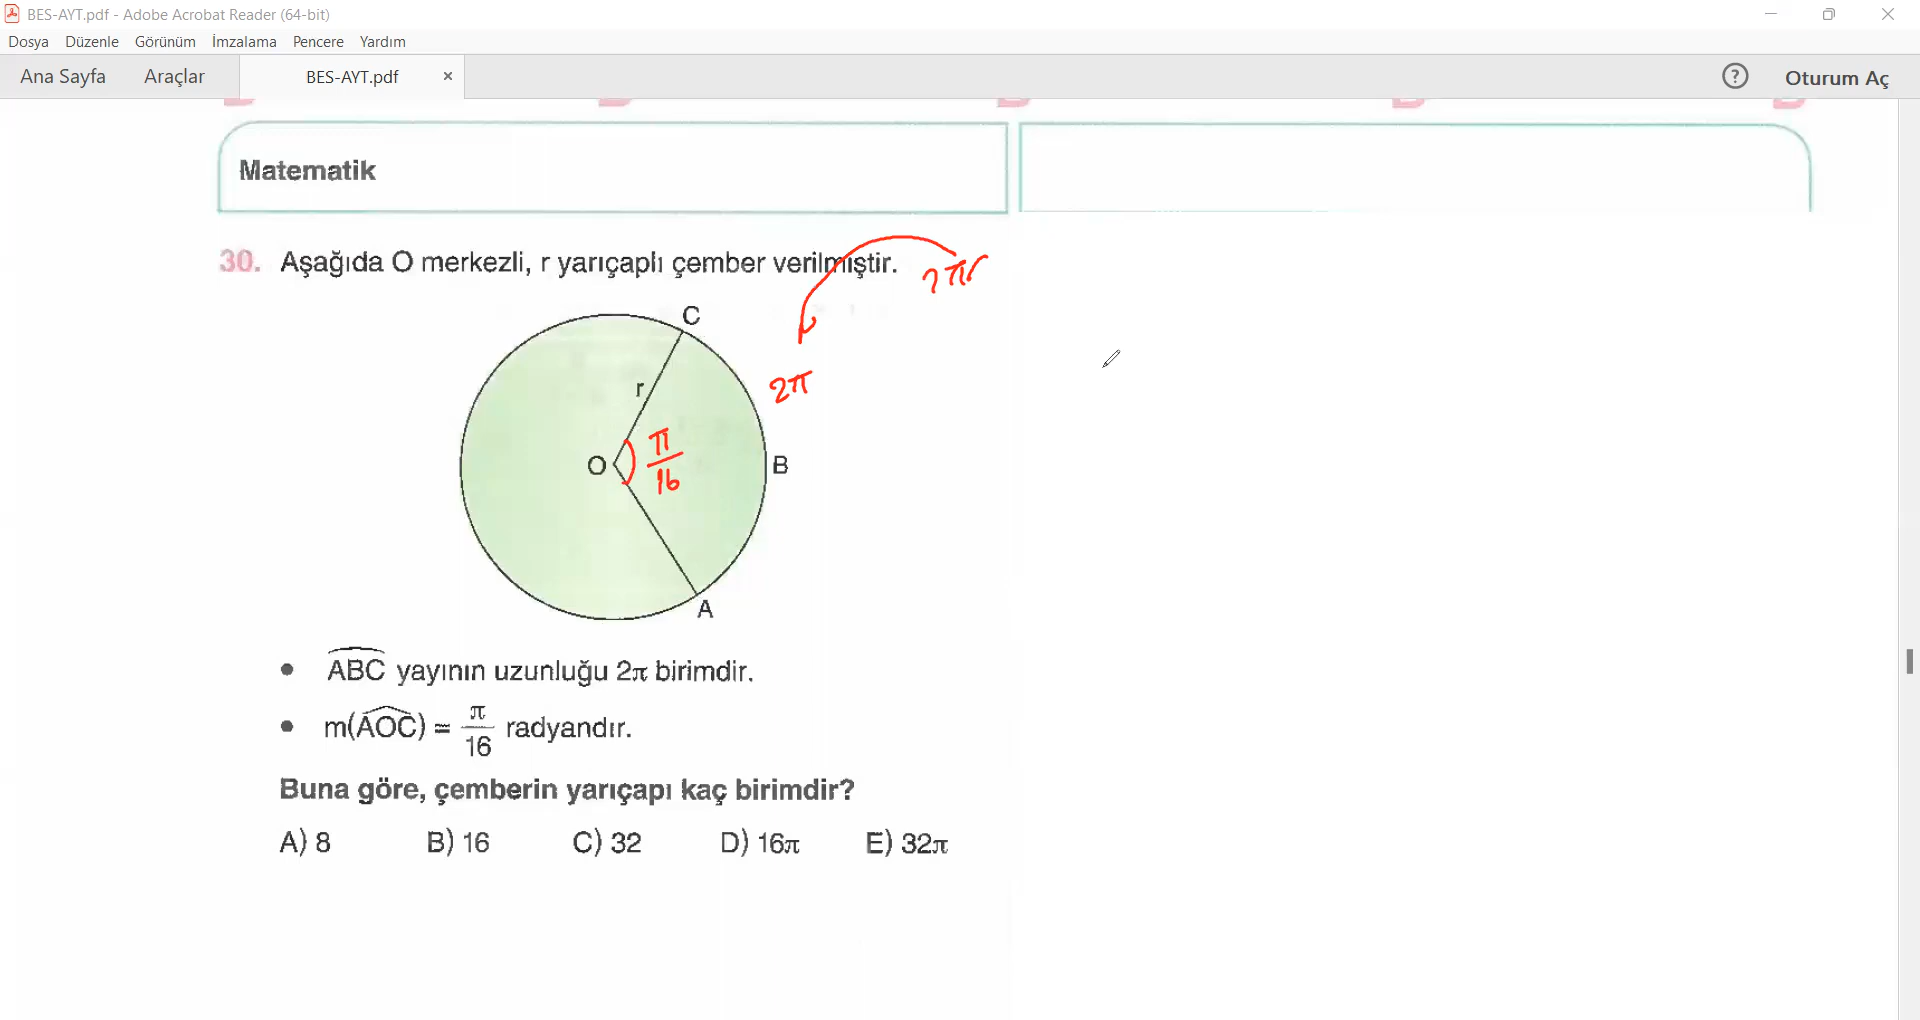 BES-AYT.pdf - Adobe Acrobat Reader (64-bit)
Dosya Düzenle Görünüm İmzalama Pencere Yardım
Ana Sayfa Araçlar BES-AYT.pdf × ? Oturum Aç
Matematik
30. Aşağıda O merkezli, r yarıçaplı çember verilmiştir.
2πr
C
2π
r
π/16
O
B
A
• ABC yayının uzunluğu 2π birimdir.
• m(AOC) = π/16 radyandır.
Buna göre, çemberin yarıçapı kaç birimdir?
A) 8 B) 16 C) 32 D) 16π E) 32π